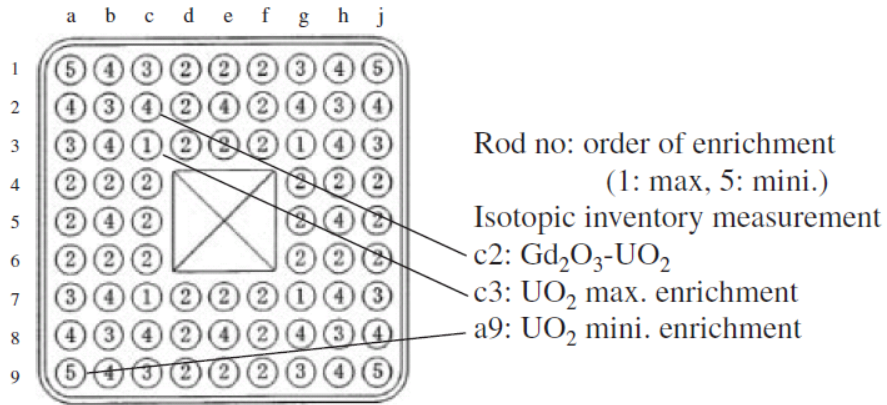 a b c d e f g h j
1 5 4 3 2 2 2 3 4 5
2 4 3 4 2 4 2 4 3 4
3 3 4 1 2 2 2 1 4 3
4 2 2 2 2 2 2
5 2 4 2 2 4 2
6 2 2 2 2 2 2
7 3 4 1 2 2 2 1 4 3
8 4 3 4 2 4 2 4 3 4
9 5 4 3 2 2 2 3 4 5
Rod no: order of enrichment
(1: max, 5: mini.)
Isotopic inventory measurement
c2: Gd₂O₃-UO₂
c3: UO₂ max. enrichment
a9: UO₂ mini. enrichment